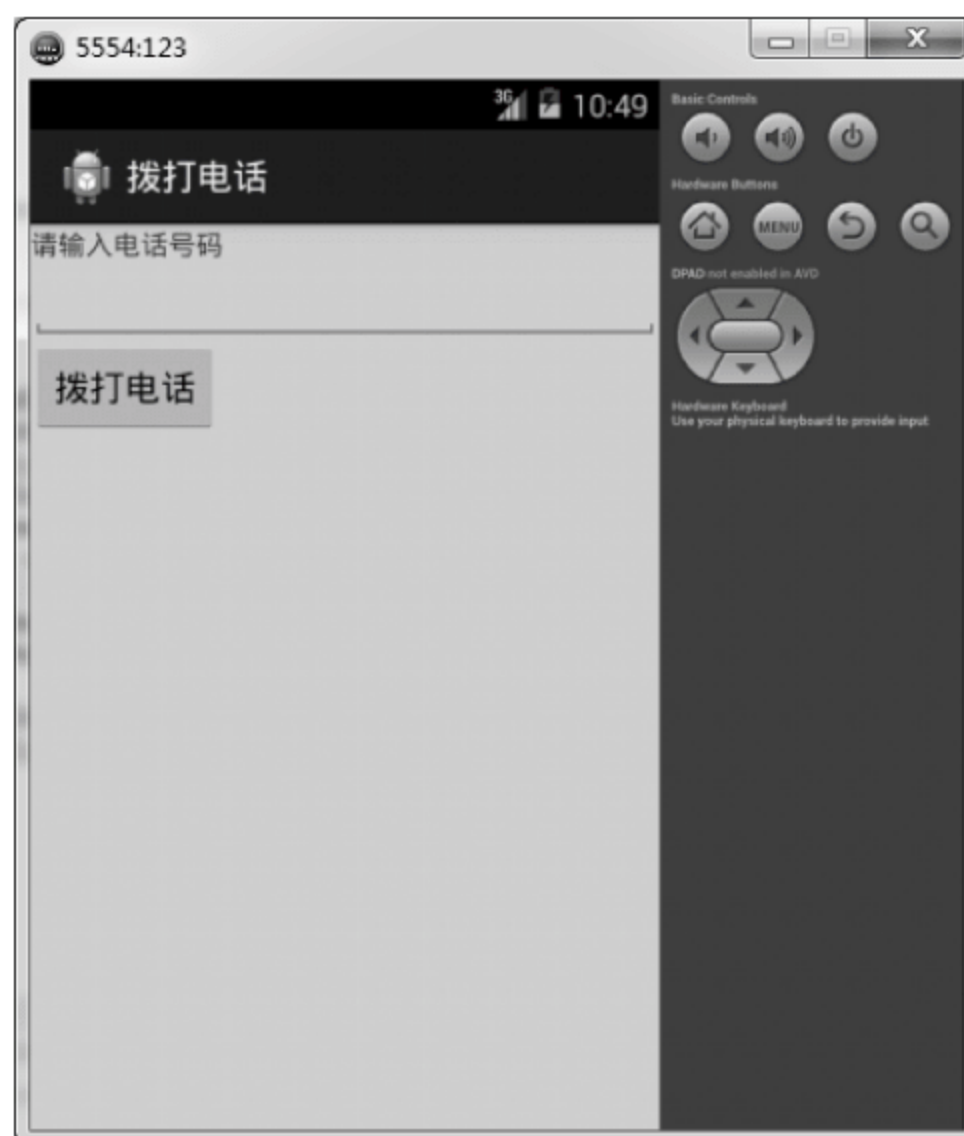 5554:123
3G 10:49
拨打电话
请输入电话号码
拨打电话
Basic Controls
Hardware Buttons
MENU
DPAD not enabled in AVD
Hardware Keyboard
Use your physical keyboard to provide input